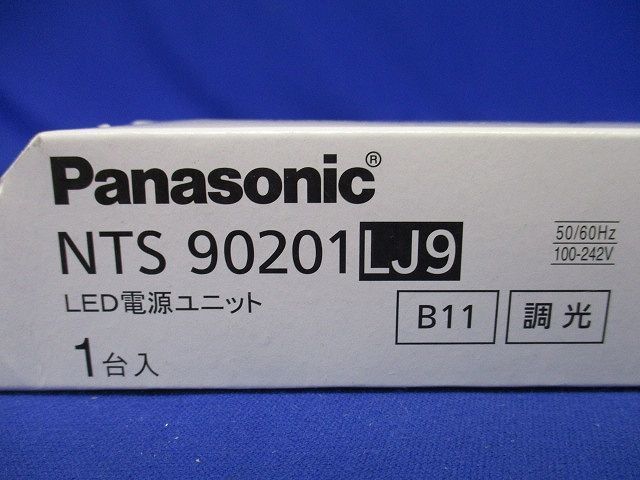 Panasonic®
NTS 90201 LJ9
50/60Hz
100-242V
LED電源ユニット
B11
調光
1台入